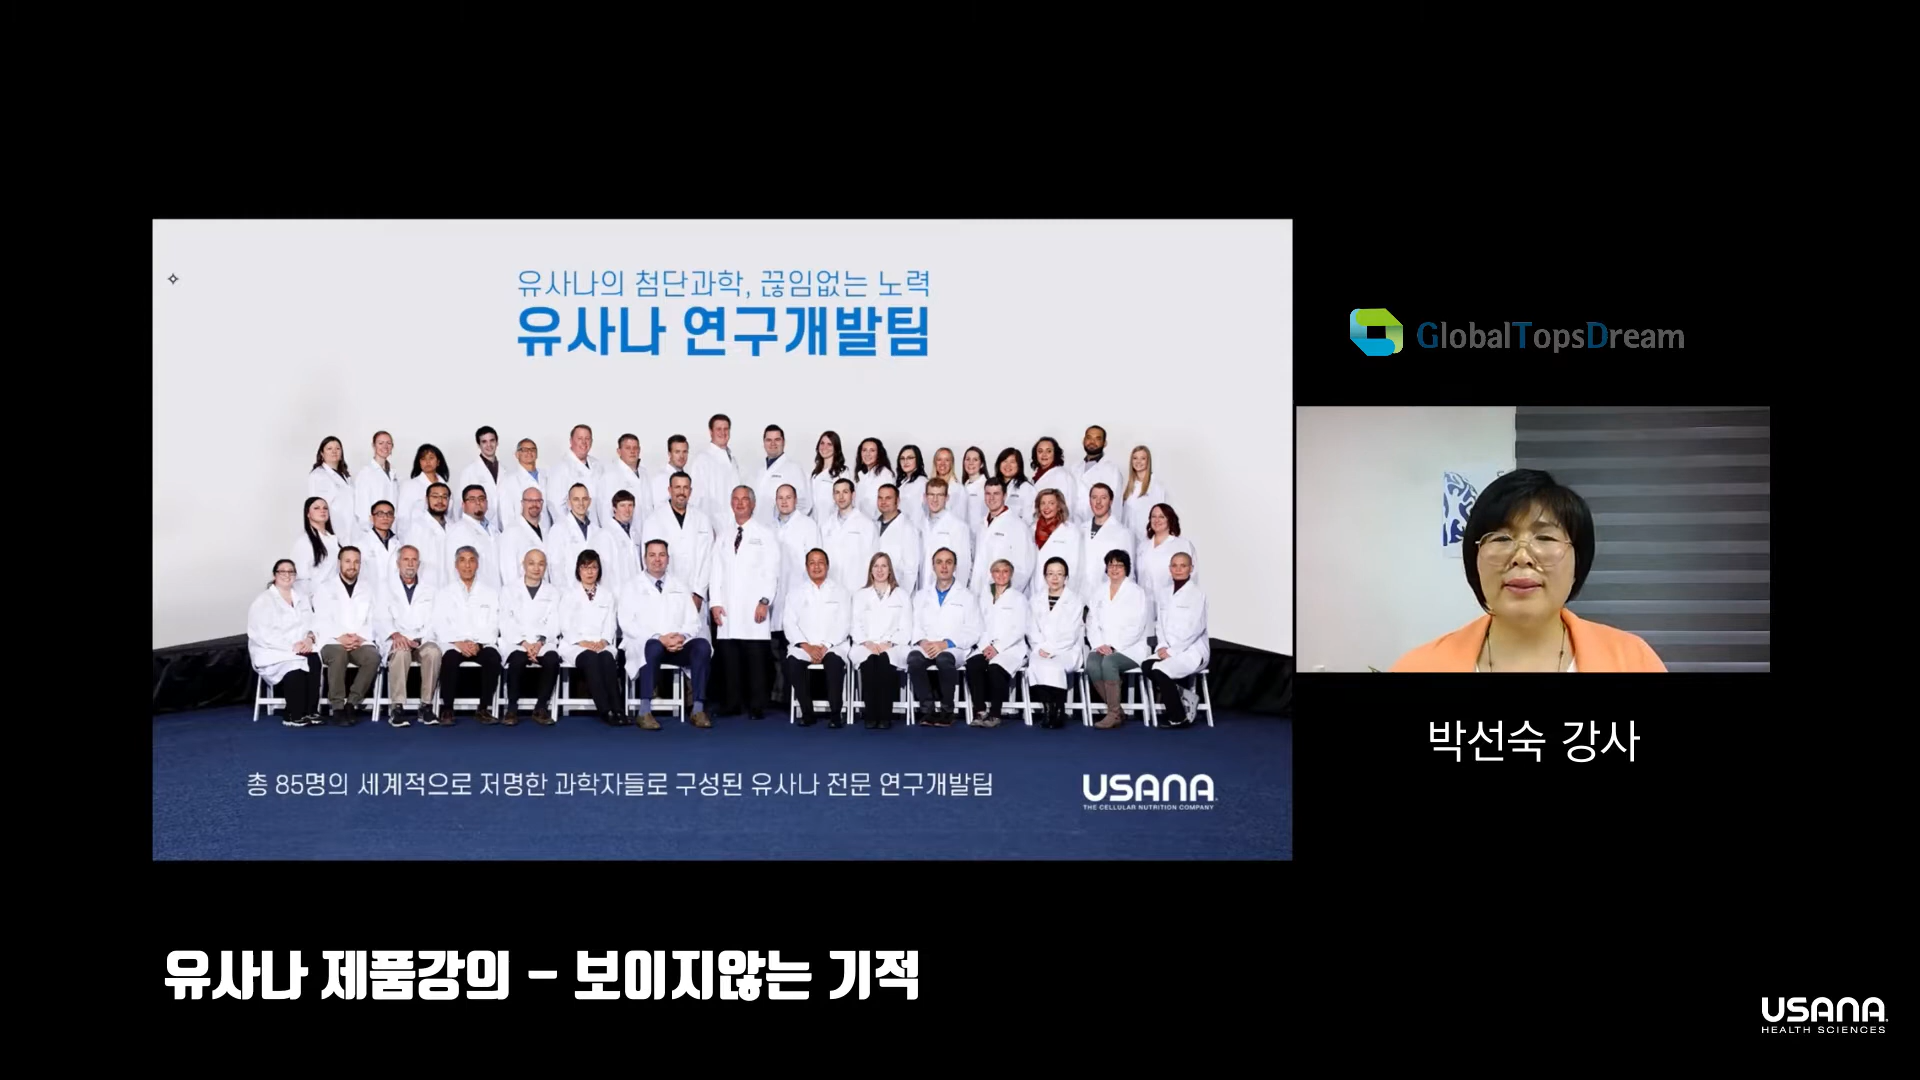 유사나의 첨단과학, 끊임없는 노력
유사나 연구개발팀
총 85명의 세계적으로 저명한 과학자들로 구성된 유사나 전문 연구개발팀
USANA
THE CELLULAR NUTRITION COMPANY
GlobalTopsDream
박선숙 강사
유사나 제품강의 - 보이지않는 기적
USANA
HEALTH SCIENCES